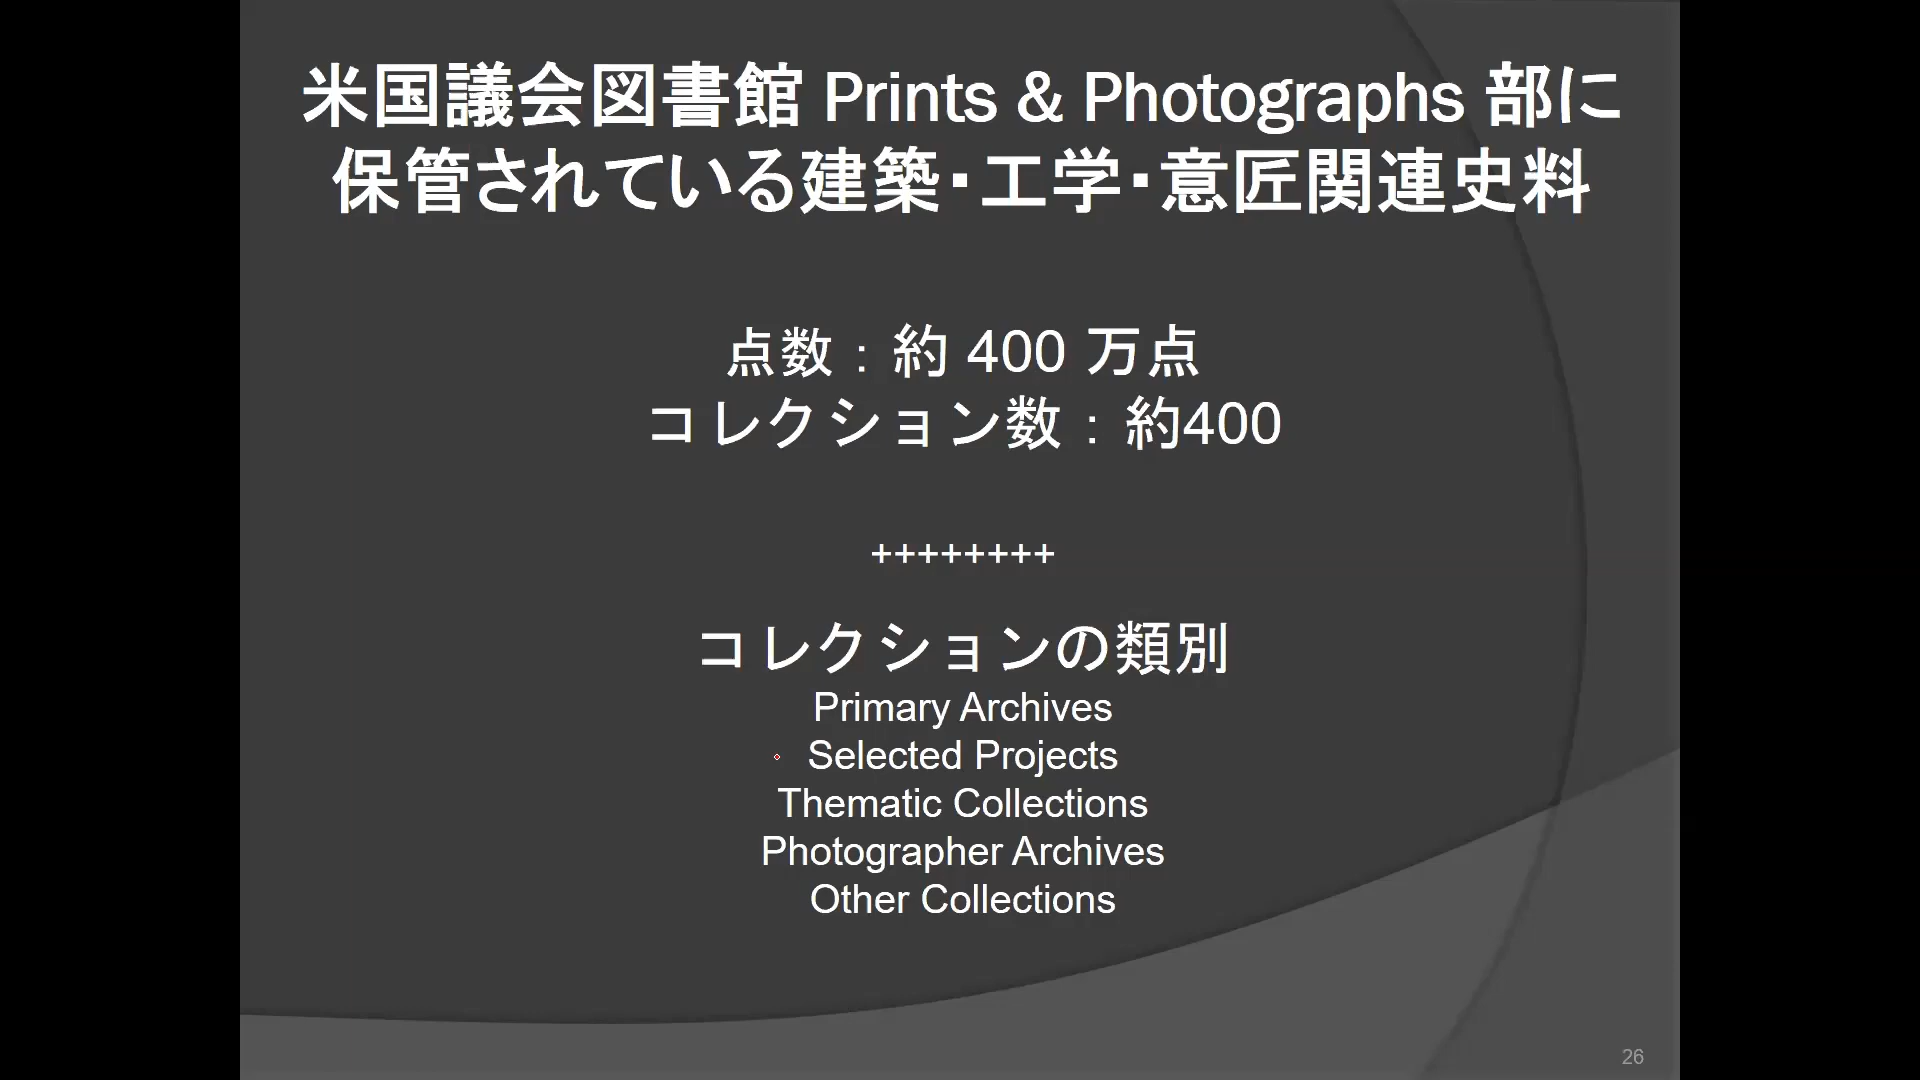 米国議会図書館 Prints & Photographs 部に
保管されている建築・工学・意匠関連史料
点数：約 400 万点
コレクション数：約400
++++++++
コレクションの類別
Primary Archives
Selected Projects
Thematic Collections
Photographer Archives
Other Collections
26